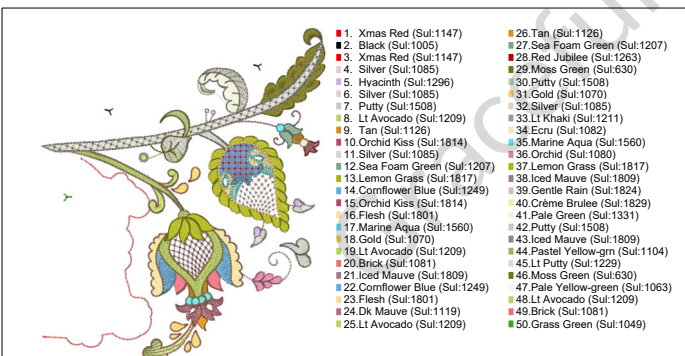 1. Xmas Red (Sul:1147)
2. Black (Sul:1005)
3. Xmas Red (Sul:1147)
4. Silver (Sul:1085)
5. Hyacinth (Sul:1296)
6. Silver (Sul:1085)
7. Putty (Sul:1508)
8. Lt Avocado (Sul:1209)
9. Tan (Sul:1126)
10.Orchid Kiss (Sul:1814)
11.Silver (Sul:1085)
12.Sea Foam Green (Sul:1207)
13.Lemon Grass (Sul:1817)
14.Cornflower Blue (Sul:1249)
15.Orchid Kiss (Sul:1814)
16.Flesh (Sul:1801)
17.Marine Aqua (Sul:1560)
18.Gold (Sul:1070)
19.Lt Avocado (Sul:1209)
20.Brick (Sul:1081)
21.Iced Mauve (Sul:1809)
22.Cornflower Blue (Sul:1249)
23.Flesh (Sul:1801)
24.Dk Mauve (Sul:1119)
25.Lt Avocado (Sul:1209)
26.Tan (Sul:1126)
27.Sea Foam Green (Sul:1207)
28.Red Jubilee (Sul:1263)
29.Moss Green (Sul:630)
30.Putty (Sul:1508)
31.Gold (Sul:1070)
32.Silver (Sul:1085)
33.Lt Khaki (Sul:1211)
34.Ecru (Sul:1082)
35.Marine Aqua (Sul:1560)
36.Orchid (Sul:1080)
37.Lemon Grass (Sul:1817)
38.Iced Mauve (Sul:1809)
39.Gentle Rain (Sul:1824)
40.Crème Brulee (Sul:1829)
41.Pale Green (Sul:1331)
42.Putty (Sul:1508)
43.Iced Mauve (Sul:1809)
44.Pastel Yellow-grn (Sul:1104)
45.Lt Putty (Sul:1229)
46.Moss Green (Sul:630)
47.Pale Yellow-green (Sul:1063)
48.Lt Avocado (Sul:1209)
49.Brick (Sul:1081)
50.Grass Green (Sul:1049)